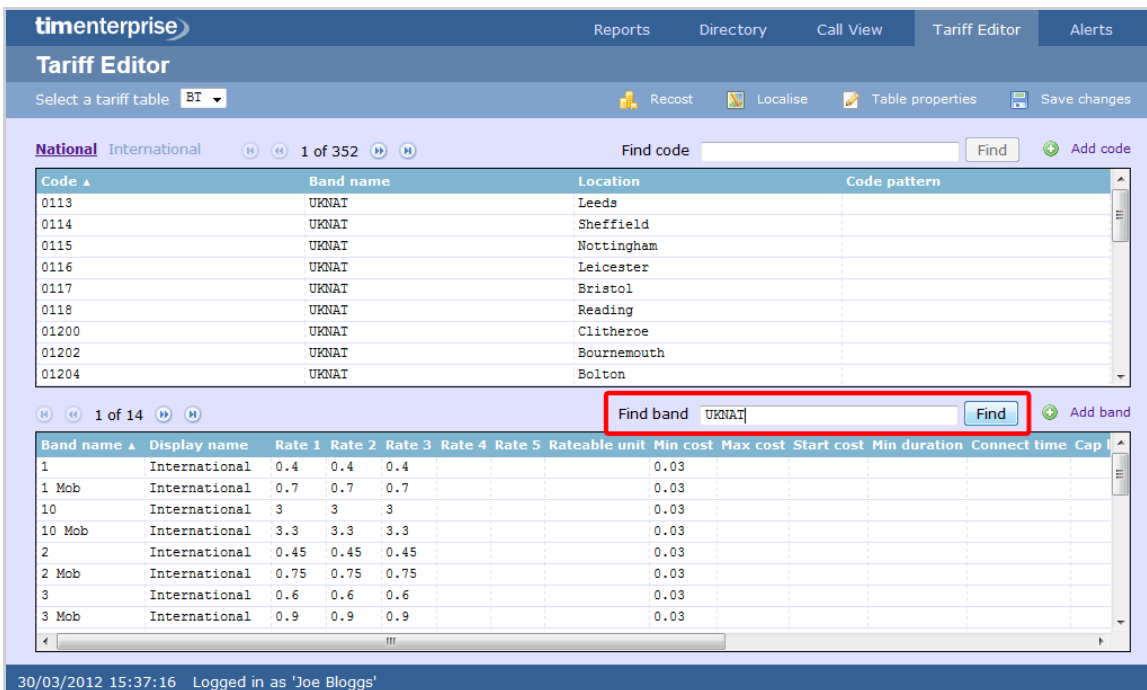 timenterprise
Reports Directory Call View Tariff Editor Alerts
Tariff Editor
Select a tariff table BT Recost Localise Table properties Save changes
National International 1 of 352 Find code Find Add code
Code Band name Location Code pattern
0113 UKNAT Leeds
0114 UKNAT Sheffield
0115 UKNAT Nottingham
0116 UKNAT Leicester
0117 UKNAT Bristol
0118 UKNAT Reading
01200 UKNAT Clitheroe
01202 UKNAT Bournemouth
01204 UKNAT Bolton
1 of 14 Find band UKNAT Find Add band
Band name Display name Rate 1 Rate 2 Rate 3 Rate 4 Rate 5 Rateable unit Min cost Max cost Start cost Min duration Connect time Cap
1 International 0.4 0.4 0.4 0.03
1 Mob International 0.7 0.7 0.7 0.03
10 International 3 3 3 0.03
10 Mob International 3.3 3.3 3.3 0.03
2 International 0.45 0.45 0.45 0.03
2 Mob International 0.75 0.75 0.75 0.03
3 International 0.6 0.6 0.6 0.03
3 Mob International 0.9 0.9 0.9 0.03
30/03/2012 15:37:16 Logged in as 'Joe Bloggs'